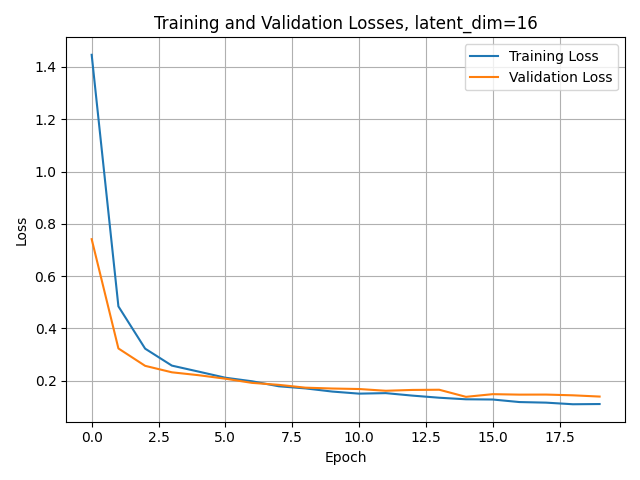 Training and Validation Losses, latent_dim=16
Training Loss
Validation Loss
Loss
1.4
1.2
1.0
0.8
0.6
0.4
0.2
0.0 2.5 5.0 7.5 10.0 12.5 15.0 17.5
Epoch